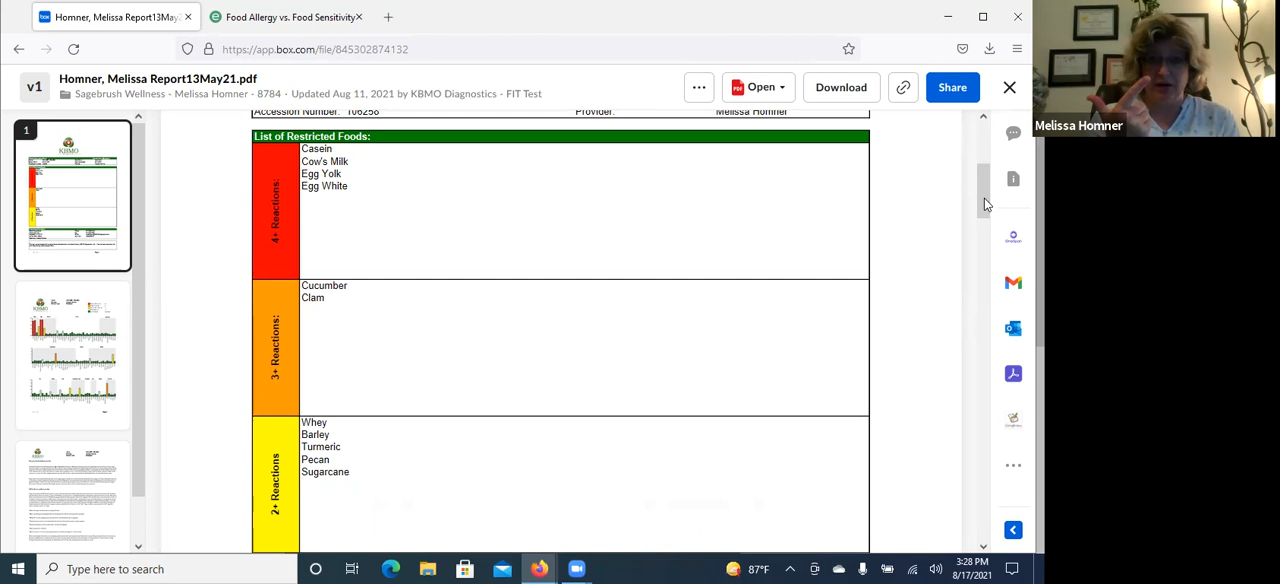 Homner, Melissa Report13May2
Food Allergy vs. Food Sensitivity
https://app.box.com/file/845302874132
v1
Homner, Melissa Report13May21.pdf
Sagebrush Wellness - Melissa Homner - 8784 - Updated Aug 11, 2021 by KBMO Diagnostics - FIT Test
Open
Download
Share
Melissa Homner
1
KBMO
Accession Number: 106258
Provider: Melissa Homner
List of Restricted Foods:
4+ Reactions:
Casein
Cow's Milk
Egg Yolk
Egg White
3+ Reactions:
Cucumber
Clam
2+ Reactions
Whey
Barley
Turmeric
Pecan
Sugarcane
Type here to search
87°F
3:28 PM
8/17/2021